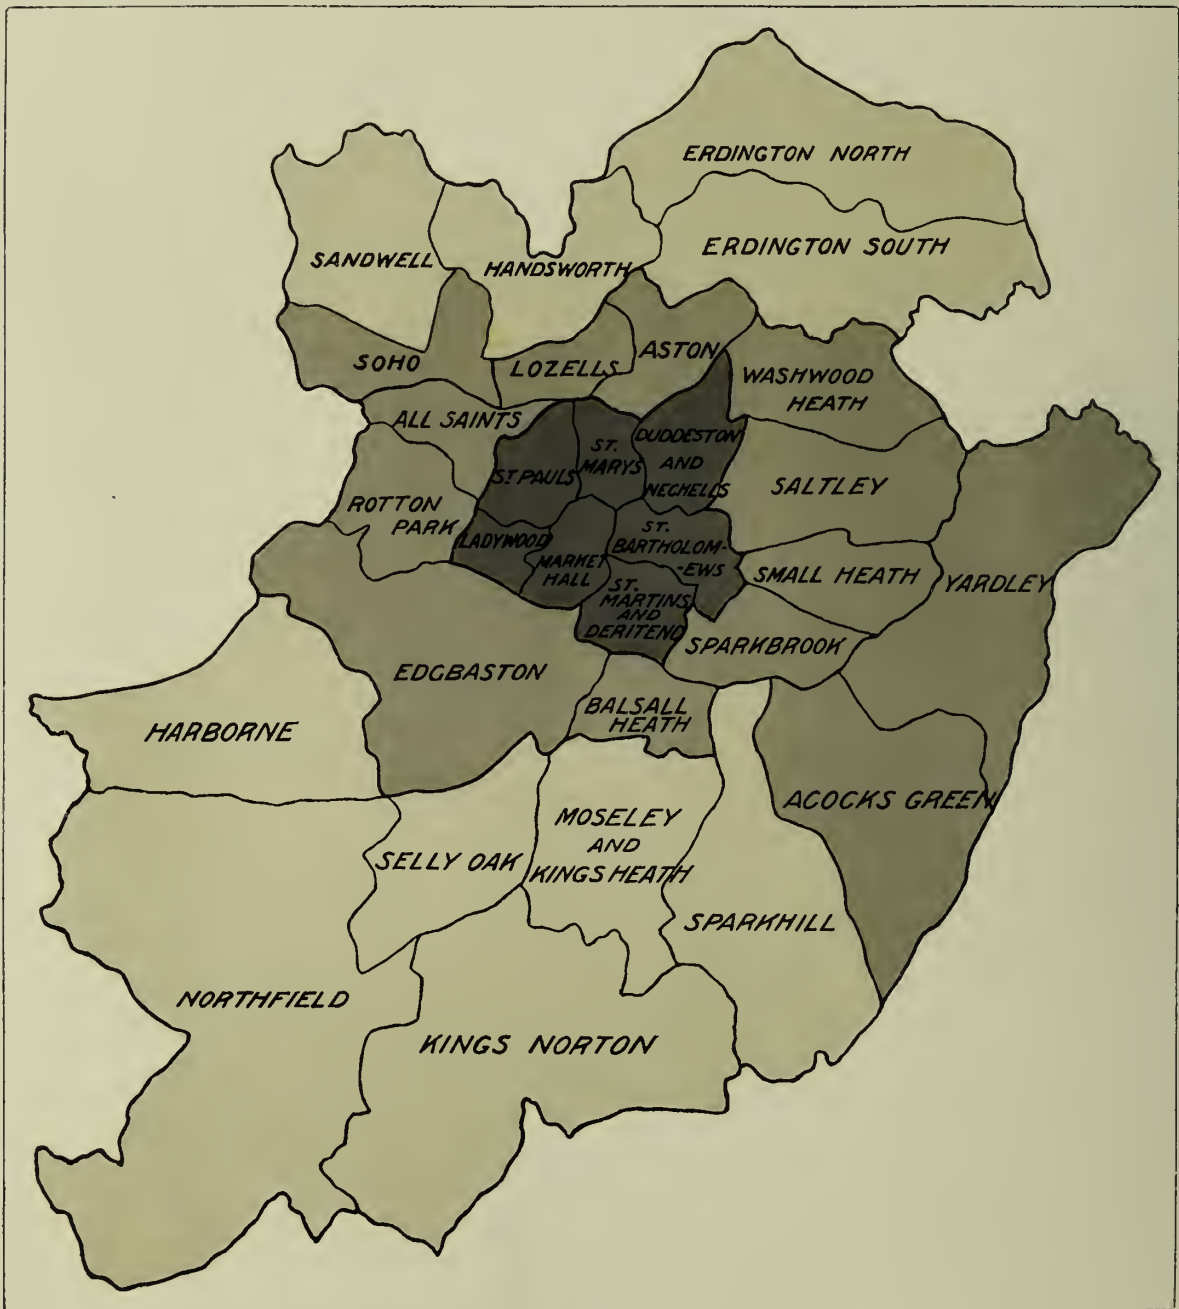 ERDINGTON NORTH
ERDINGTON SOUTH
SANDWELL
HANDSWORTH
SOHO
LOZELLS
ASTON
WASHWOOD
HEATH
ALL SAINTS
ST. PAULS
ST.
MARYS
DUDDESTON
AND
NECHELLS
SALTLEY
ROTTON
PARK
LADYWOOD
MARKET
HALL
ST.
BARTHOLOM-
-EWS
SMALL HEATH
YARDLEY
ST.
MARTINS
AND
DERITEND
SPARKBROOK
EDGBASTON
BALSALL
HEATH
HARBORNE
ACOCKS GREEN
MOSELEY
AND
KINGS HEATH
SELLY OAK
SPARKHILL
NORTHFIELD
KINGS NORTON